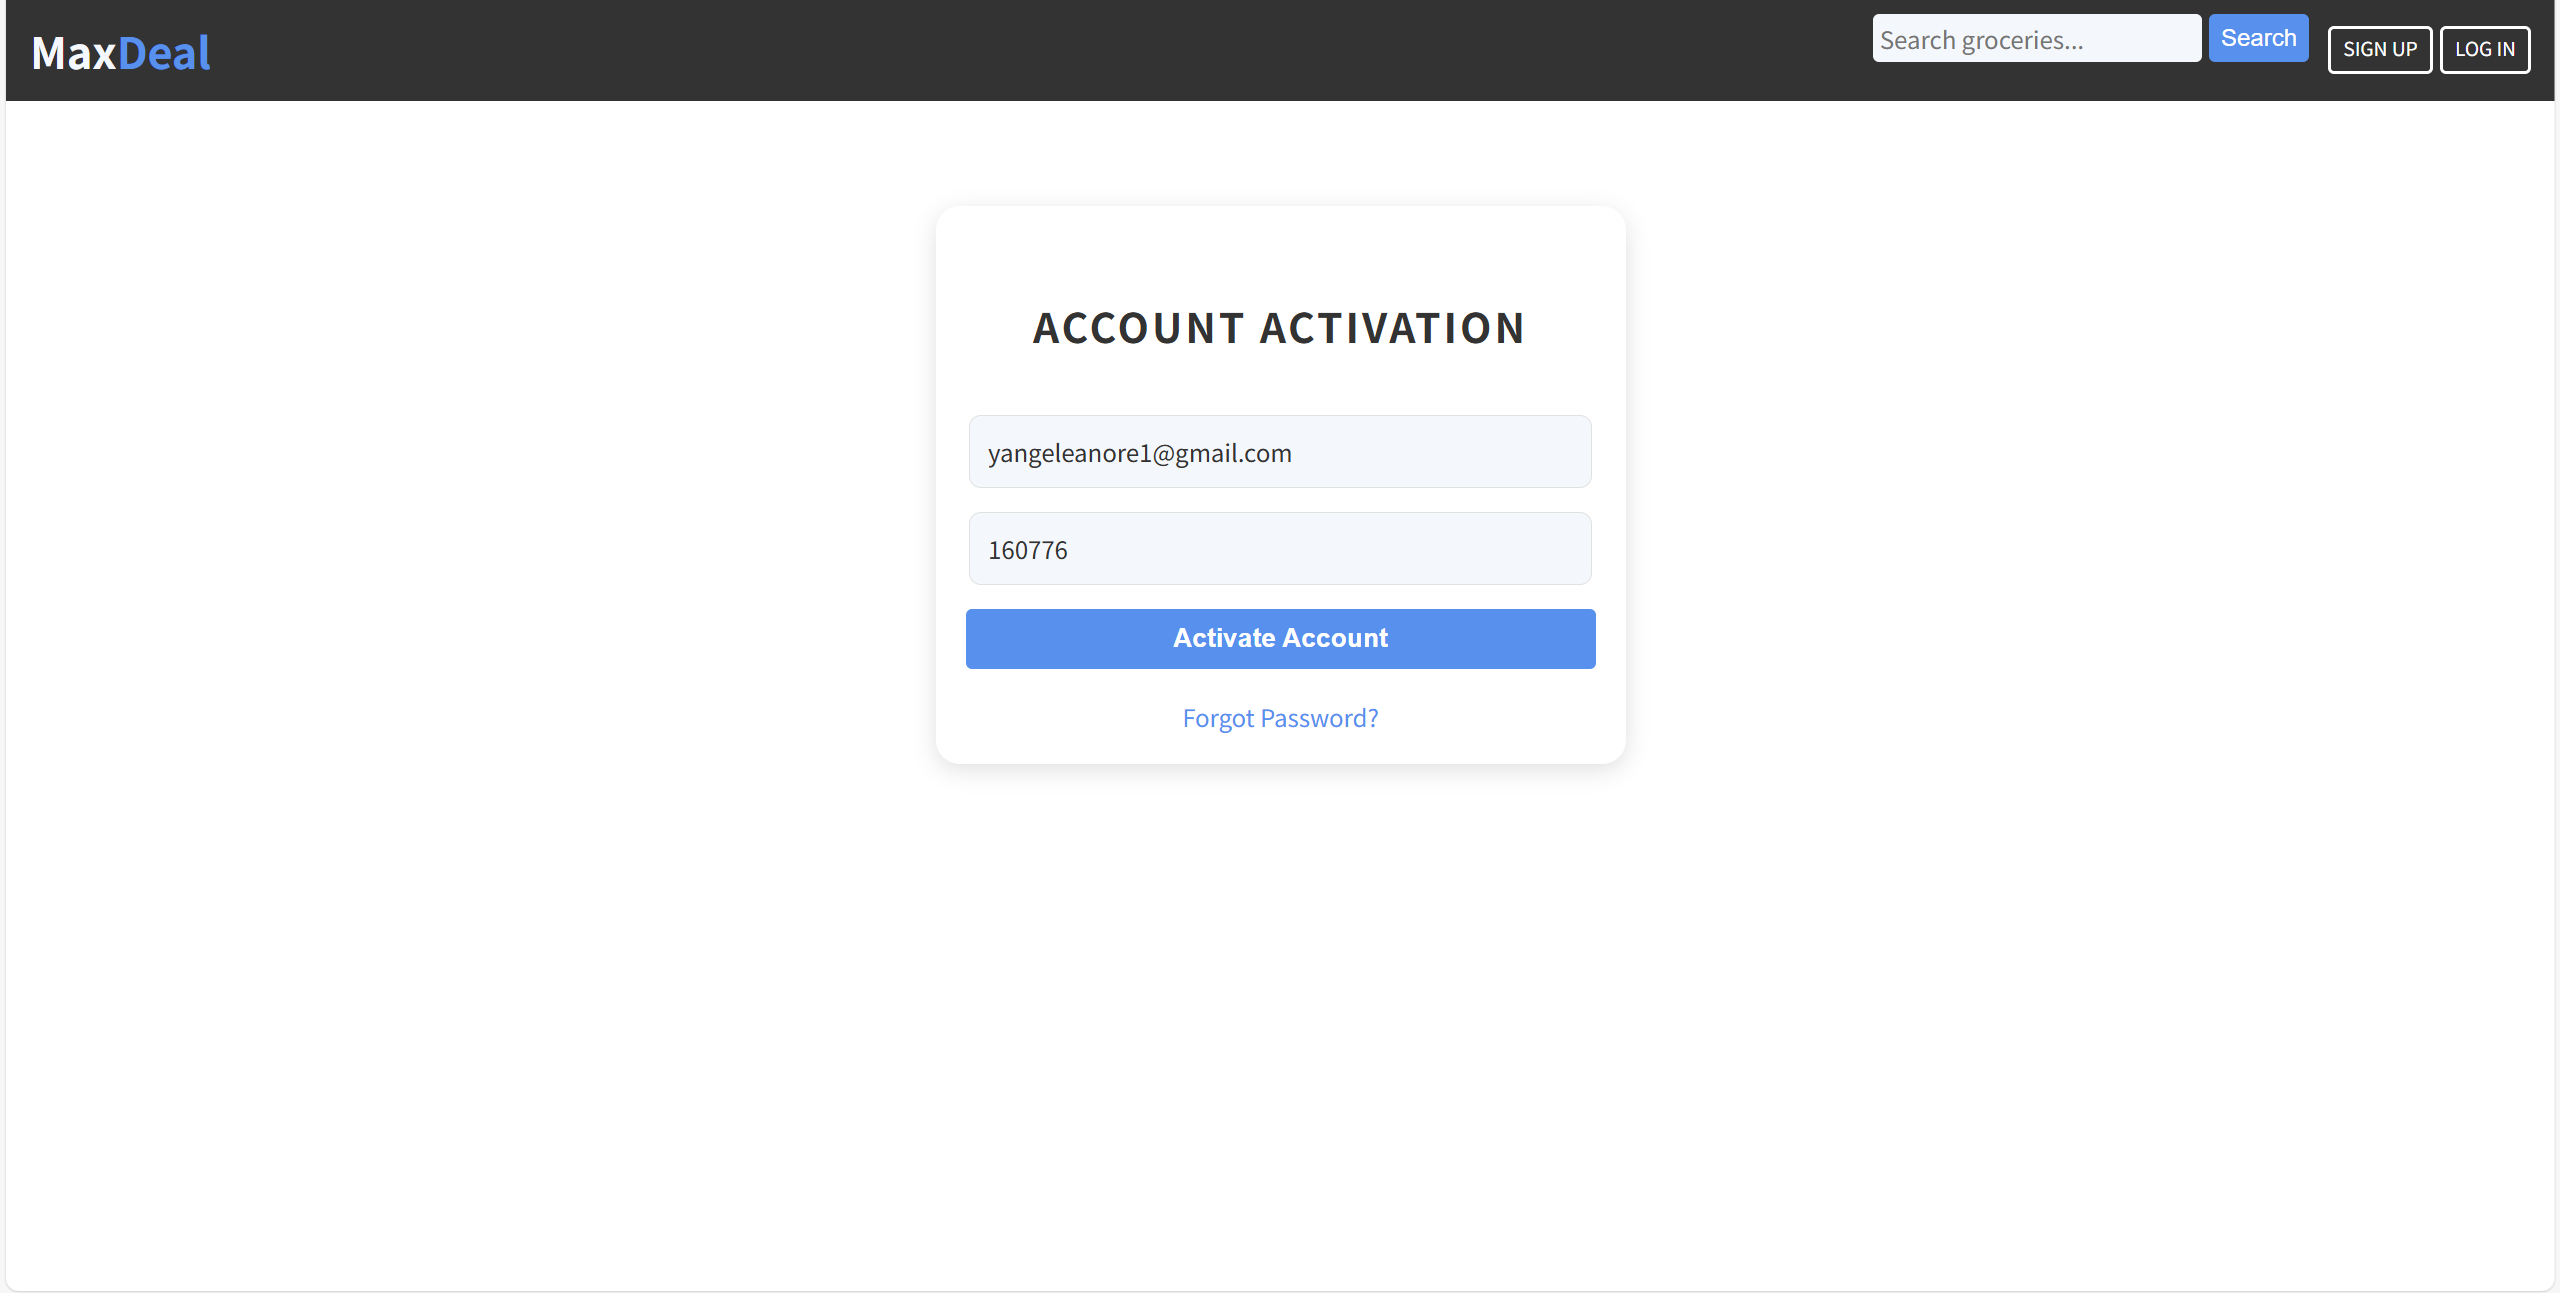 MaxDeal
Search groceries...
Search
SIGN UP
LOG IN
ACCOUNT ACTIVATION
yangeleanore1@gmail.com
160776
Activate Account
Forgot Password?